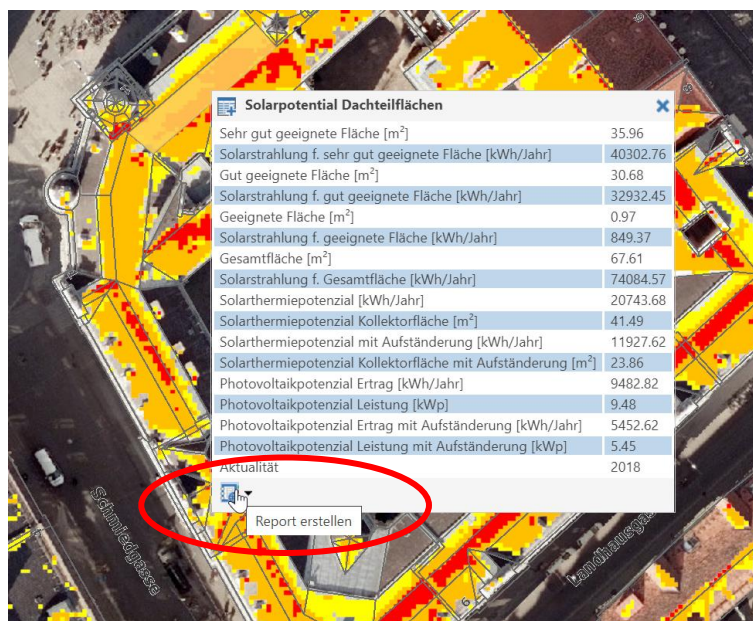 Solarpotential Dachteilflächen
Sehr gut geeignete Fläche [m²] 35.96
Solarstrahlung f. sehr gut geeignete Fläche [kWh/Jahr] 40302.76
Gut geeignete Fläche [m²] 30.68
Solarstrahlung f. gut geeignete Fläche [kWh/Jahr] 32932.45
Geeignete Fläche [m²] 0.97
Solarstrahlung f. geeignete Fläche [kWh/Jahr] 849.37
Gesamtfläche [m²] 67.61
Solarstrahlung f. Gesamtfläche [kWh/Jahr] 74084.57
Solarthermiepotenzial [kWh/Jahr] 20743.68
Solarthermiepotenzial Kollektorfläche [m²] 41.49
Solarthermiepotenzial mit Aufständerung [kWh/Jahr] 11927.62
Solarthermiepotenzial Kollektorfläche mit Aufständerung [m²] 23.86
Photovoltaikpotenzial Ertrag [kWh/Jahr] 9482.82
Photovoltaikpotenzial Leistung [kWp] 9.48
Photovoltaikpotenzial Ertrag mit Aufständerung [kWh/Jahr] 5452.62
Photovoltaikpotenzial Leistung mit Aufständerung [kWp] 5.45
Aktualität 2018
Report erstellen
Schmiedgasse
Landhausgas